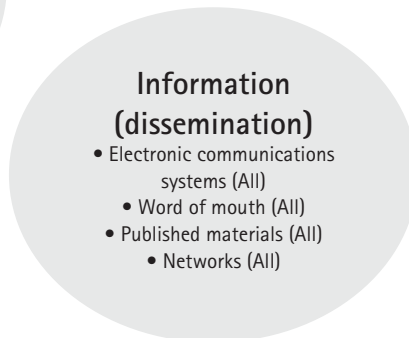 Information
(dissemination)
• Electronic communications
systems (All)
• Word of mouth (All)
• Published materials (All)
• Networks (All)